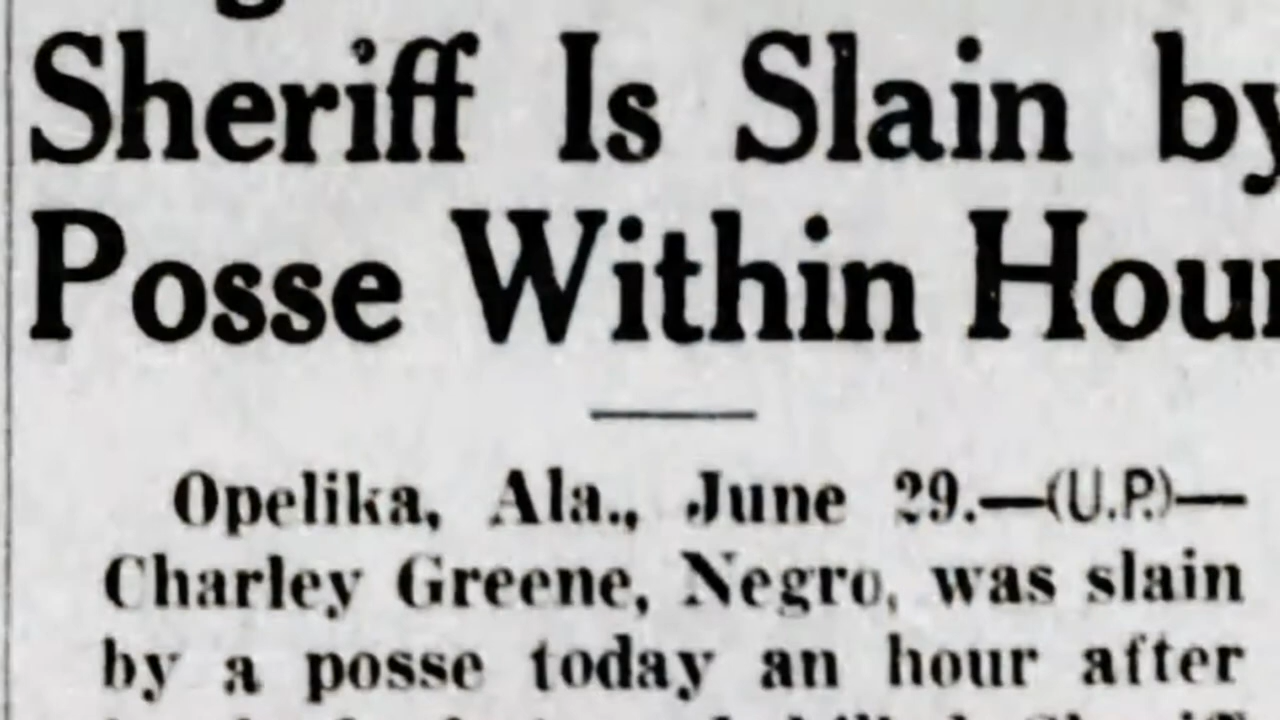 Sheriff Is Slain by
Posse Within Hour
Opelika, Ala., June 29.—(U.P.)—
Charley Greene, Negro, was slain
by a posse today an hour after